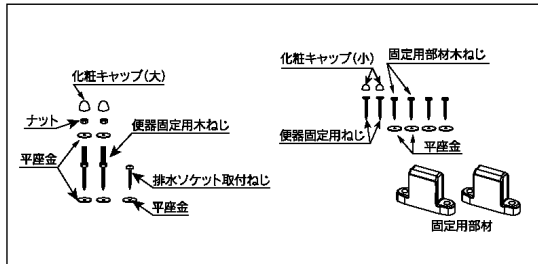 化粧キャップ(大)
ナット
便器固定用木ねじ
平座金
排水ソケット取付ねじ
平座金
化粧キャップ(小)
固定用部材木ねじ
便器固定用ねじ
平座金
固定用部材